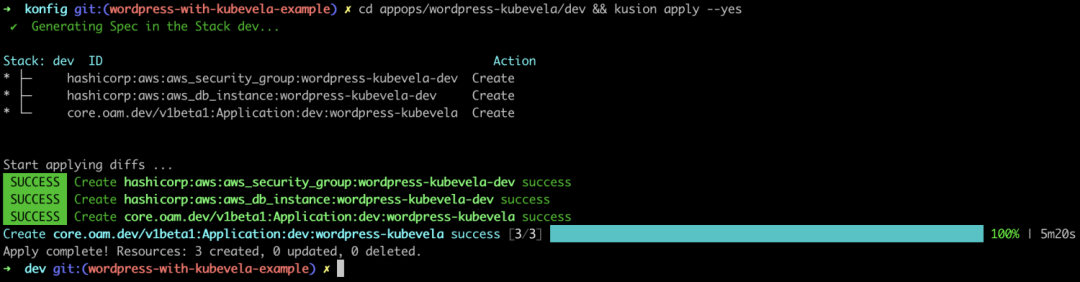 ➜ konfig git:(wordpress-with-kubevela-example) ✗ cd appops/wordpress-kubevela/dev && kusion apply --yes
✔ Generating Spec in the Stack dev...
Stack: dev ID Action
* ├─ hashicorp:aws:aws_security_group:wordpress-kubevela-dev Create
* ├─ hashicorp:aws:aws_db_instance:wordpress-kubevela-dev Create
* └─ core.oam.dev/v1beta1:Application:dev:wordpress-kubevela Create
Start applying diffs ...
SUCCESS Create hashicorp:aws:aws_security_group:wordpress-kubevela-dev success
SUCCESS Create hashicorp:aws:aws_db_instance:wordpress-kubevela-dev success
SUCCESS Create core.oam.dev/v1beta1:Application:dev:wordpress-kubevela success
Create core.oam.dev/v1beta1:Application:dev:wordpress-kubevela success [3/3] 100% | 5m20s
Apply complete! Resources: 3 created, 0 updated, 0 deleted.
➜ dev git:(wordpress-with-kubevela-example) ✗